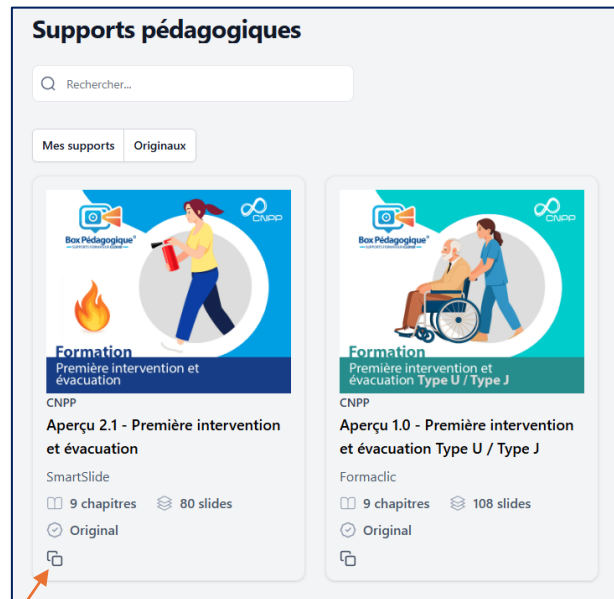 Supports pédagogiques
Rechercher...
Mes supports
Originaux
Box Pédagogique®
CNPP
Formation
Première intervention et
évacuation
CNPP
Aperçu 2.1 - Première intervention
et évacuation
SmartSlide
9 chapitres
80 slides
Original
Box Pédagogique®
CNPP
Formation
Première intervention et
évacuation Type U / Type J
CNPP
Aperçu 1.0 - Première intervention
et évacuation Type U / Type J
Formaclic
9 chapitres
108 slides
Original